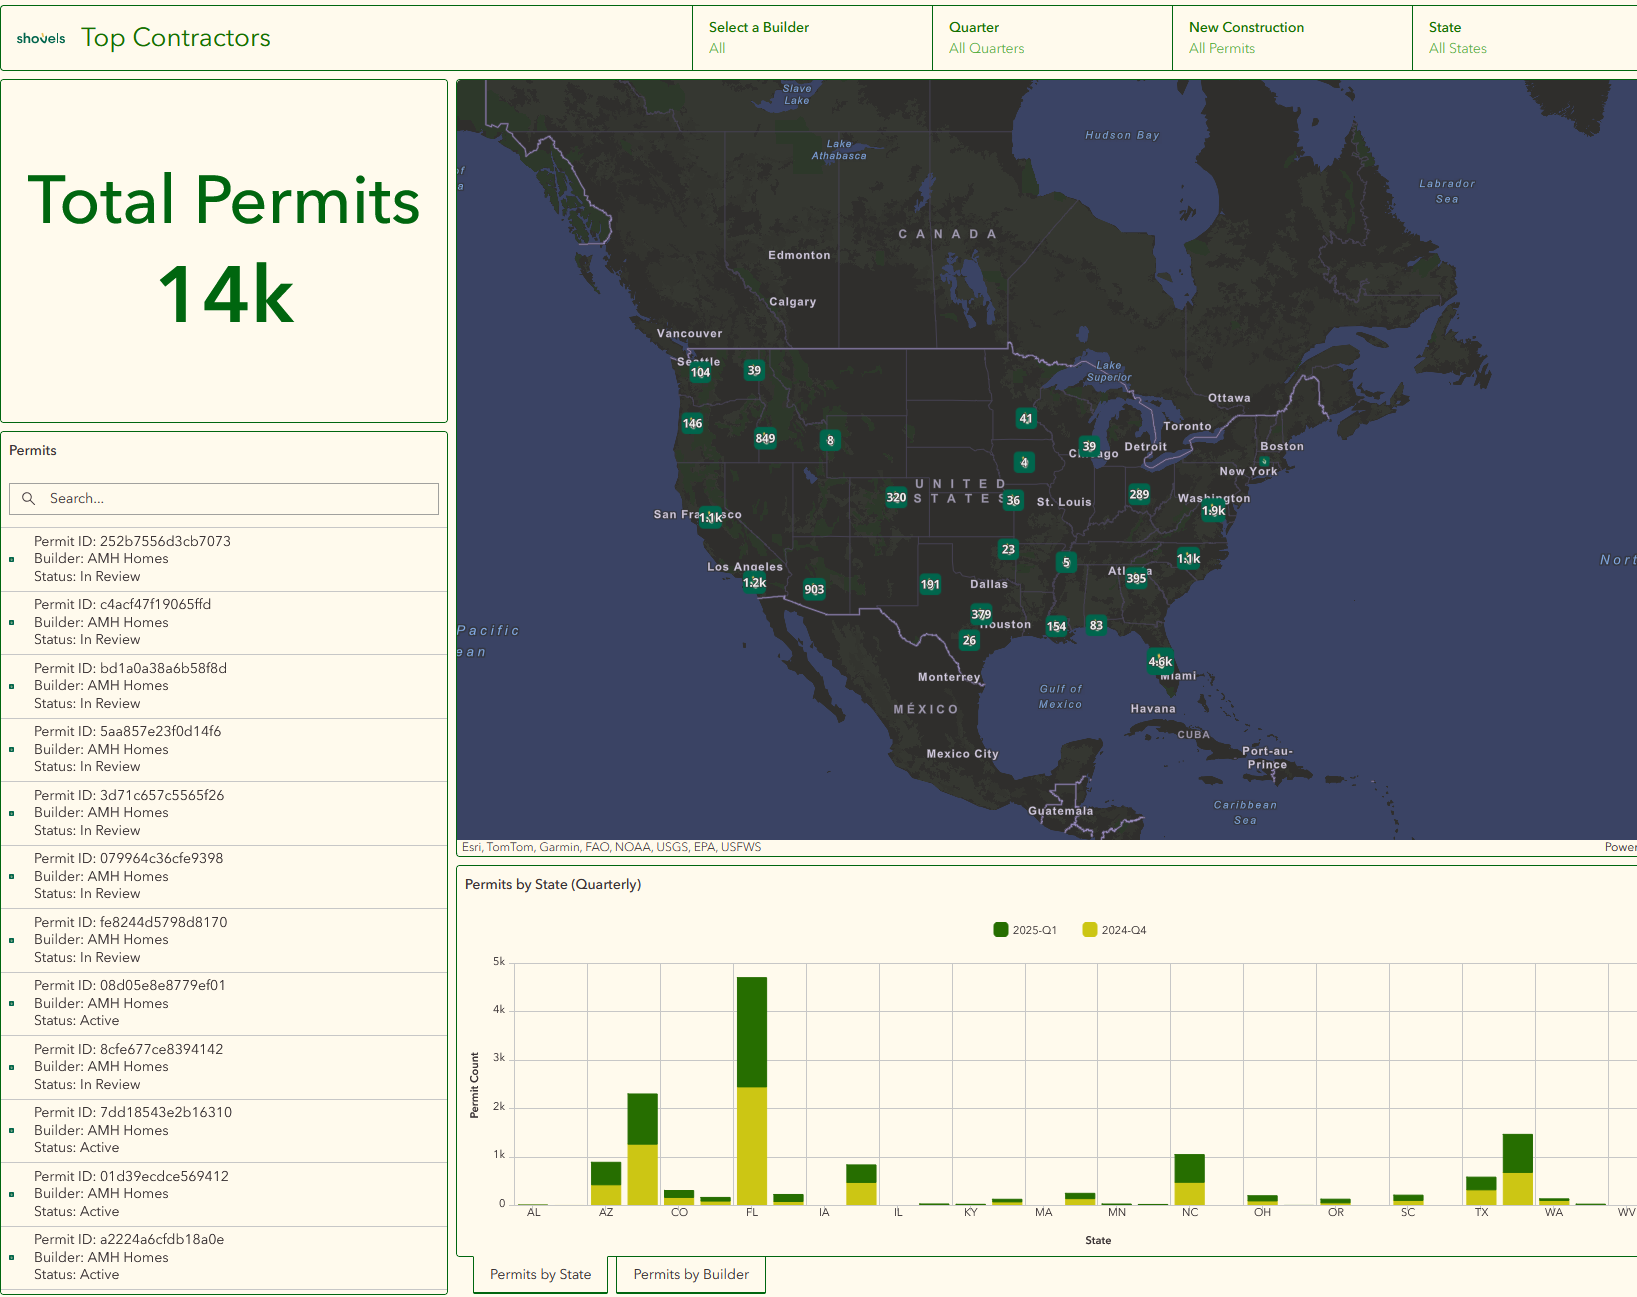 shovels
Top Contractors
Select a Builder
All
Quarter
All Quarters
New Construction
All Permits
State
All States
Total Permits
14k
Permits
Search...
Permit ID: 252b7556d3cb7073
Builder: AMH Homes
Status: In Review
Permit ID: c4acf47f19065ffd
Builder: AMH Homes
Status: In Review
Permit ID: bd1a0a38a6b58f8d
Builder: AMH Homes
Status: In Review
Permit ID: 5aa857e23f0d14f6
Builder: AMH Homes
Status: In Review
Permit ID: 3d71c657c5565f26
Builder: AMH Homes
Status: In Review
Permit ID: 079964c36cfe9398
Builder: AMH Homes
Status: In Review
Permit ID: fe8244d5798d8170
Builder: AMH Homes
Status: In Review
Permit ID: 08d05e8e8779ef01
Builder: AMH Homes
Status: Active
Permit ID: 8cfe677ce8394142
Builder: AMH Homes
Status: In Review
Permit ID: 7dd18543e2b16310
Builder: AMH Homes
Status: Active
Permit ID: 01d39ecdce569412
Builder: AMH Homes
Status: Active
Permit ID: a2224a6cfdb18a0e
Builder: AMH Homes
Status: Active
Slave
Lake
Hudson Bay
Lake
Athabasca
of
a
Labrador
Sea
CANADA
Edmonton
Calgary
Vancouver
Seattle
104
39
Lake
Superior
Ottawa
146
41
Toronto
849
8
39
Detroit
Boston
4
New York
UNITED
STATES
320
36
St. Louis
289
Washington
1.9k
1.1k
23
1.1k
Nort
5
Los Angeles
1.2k
903
191
Dallas
395
379
Houston
154
83
26
Pacific
ean
4.6k
Miami
Monterrey
Gulf of
Mexico
MÉXICO
Havana
CUBA
Mexico City
Port-au-
Prince
Guatemala
Caribbean
Sea
Esri, TomTom, Garmin, FAO, NOAA, USGS, EPA, USFWS
Power
Permits by State (Quarterly)
2025-Q1
2024-Q4
5k
4k
3k
2k
1k
0
Permit Count
AL
AZ
CO
FL
IA
IL
KY
MA
MN
NC
OH
OR
SC
TX
WA
WV
State
Permits by State
Permits by Builder